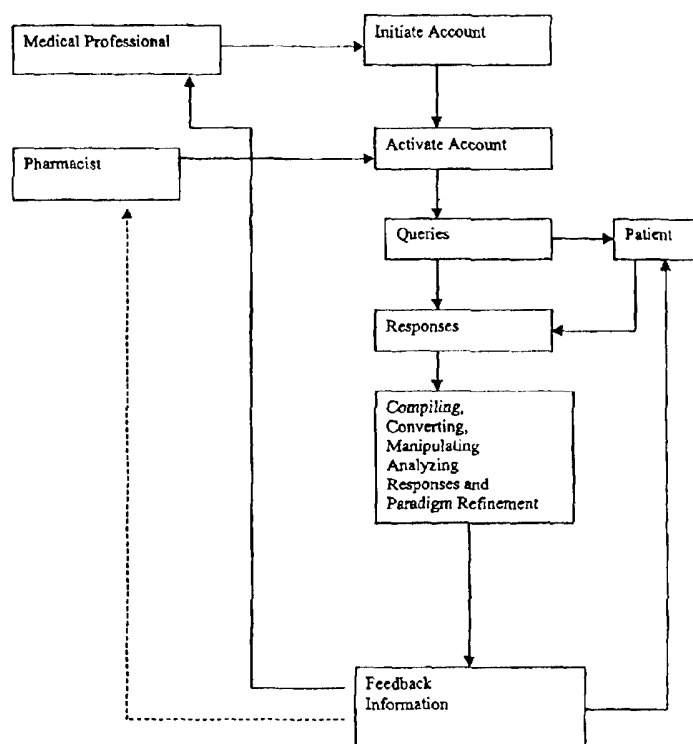 Medical Professional
Initiate Account
Pharmacist
Activate Account
Queries
Patient
Responses
Compiling,
Converting,
Manipulating
Analyzing
Responses and
Paradigm Refinement
Feedback
Information